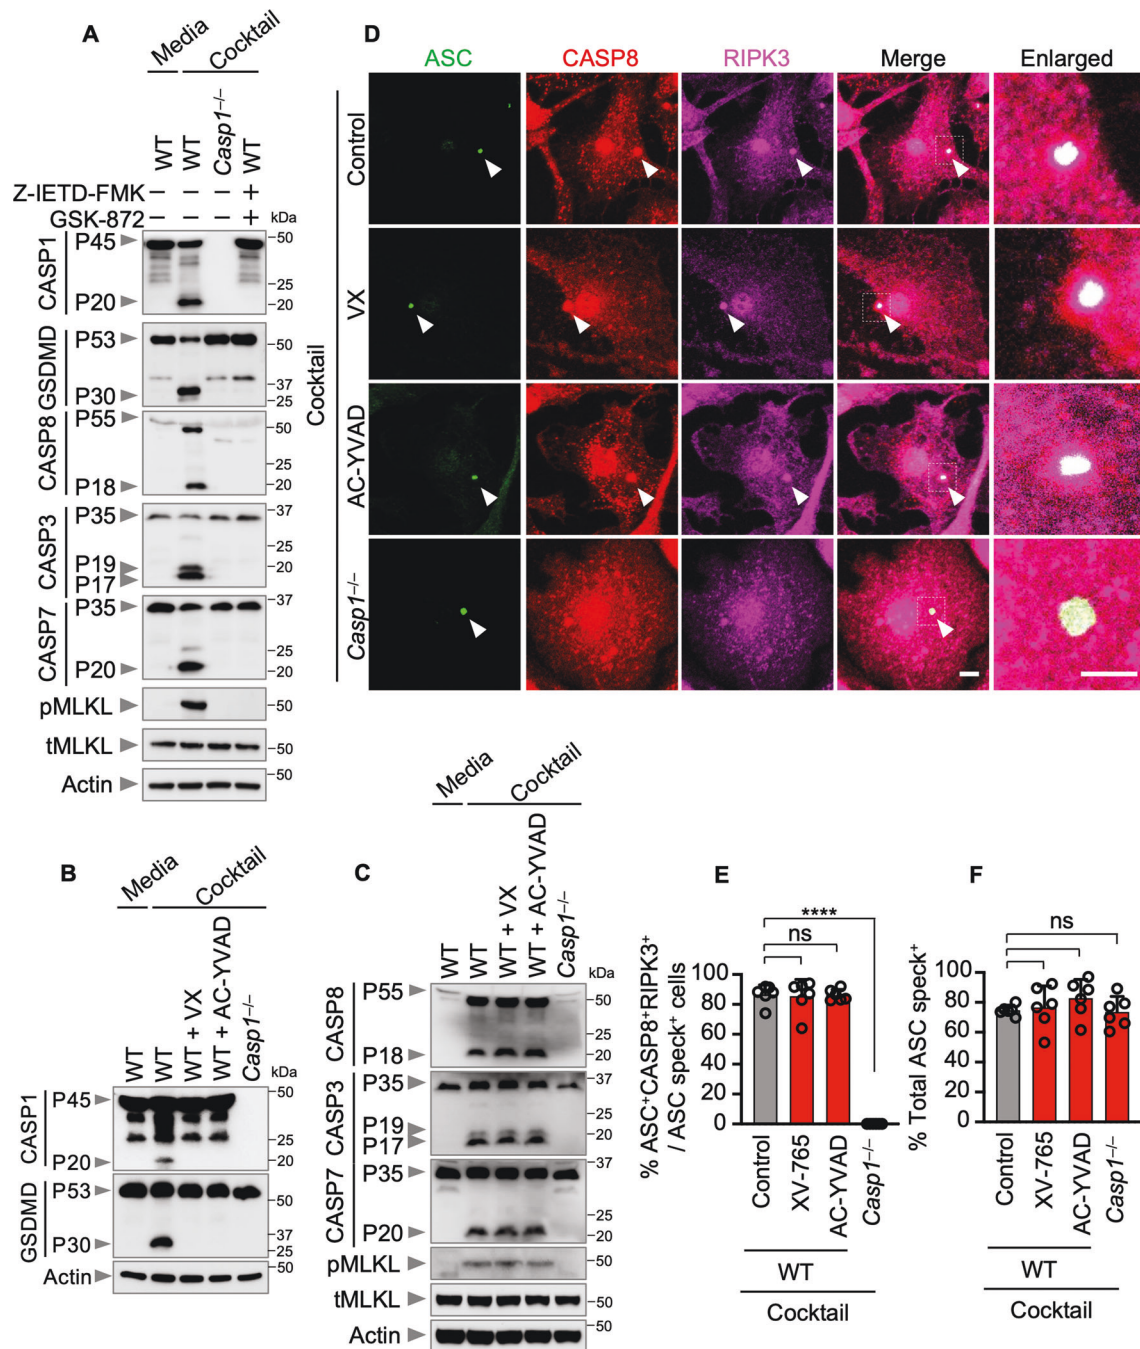 A
Media
Cocktail
WT
WT
Casp1–/–
WT
Z-IETD-FMK – – – +
GSK-872 – – – +
kDa
CASP1
P45
P20
50
25
20
GSDMD
P53
P30
50
37
25
CASP8
P55
P18
50
25
20
CASP3
P35
P19
P17
37
25
20
CASP7
P35
P20
37
25
20
pMLKL
50
tMLKL
50
Actin
50
B
Media
Cocktail
WT
WT
WT + VX
WT + AC-YVAD
Casp1–/–
kDa
CASP1
P45
P20
50
25
20
GSDMD
P53
P30
50
37
25
Actin
50
C
Media
Cocktail
WT
WT
WT + VX
WT + AC-YVAD
Casp1–/–
kDa
CASP8
P55
P18
50
25
20
CASP3
P35
P19
P17
37
25
20
CASP7
P35
P20
37
25
20
pMLKL
50
tMLKL
50
Actin
50
D
ASC
CASP8
RIPK3
Merge
Enlarged
Cocktail
Control
VX
AC-YVAD
Casp1–/–
E
% ASC+CASP8+RIPK3+
/ ASC speck+ cells
****
ns
100
80
60
40
20
0
Control
XV-765
AC-YVAD
Casp1–/–
WT
Cocktail
F
% Total ASC speck+
ns
100
80
60
40
20
0
Control
XV-765
AC-YVAD
Casp1–/–
WT
Cocktail